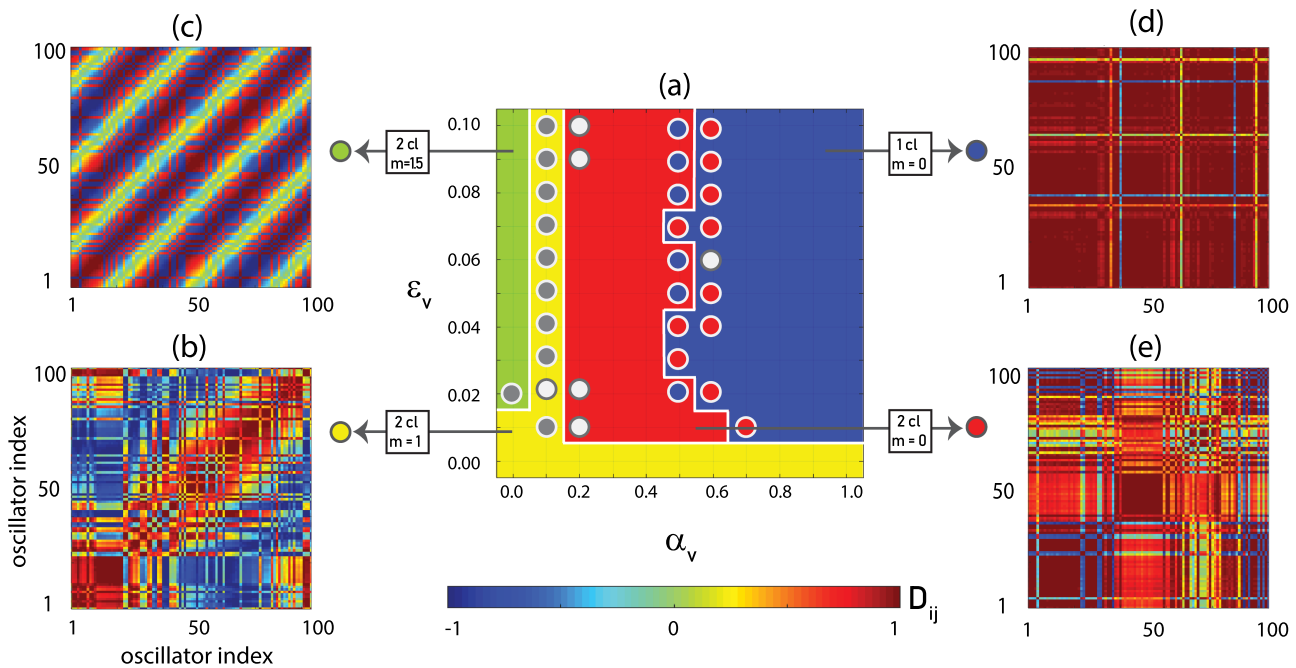 (c)
100
50
1
1
50
100
(d)
100
50
1
1
50
100
(a)
0.10
0.08
0.06
0.04
0.02
0.00
εv
0.0
0.2
0.4
0.6
0.8
1.0
αv
2 cl
m=1.5
1 cl
m = 0
2 cl
m = 1
2 cl
m = 0
(b)
100
50
1
1
50
100
oscillator index
oscillator index
(e)
100
50
1
1
50
100
Dij
-1
0
1